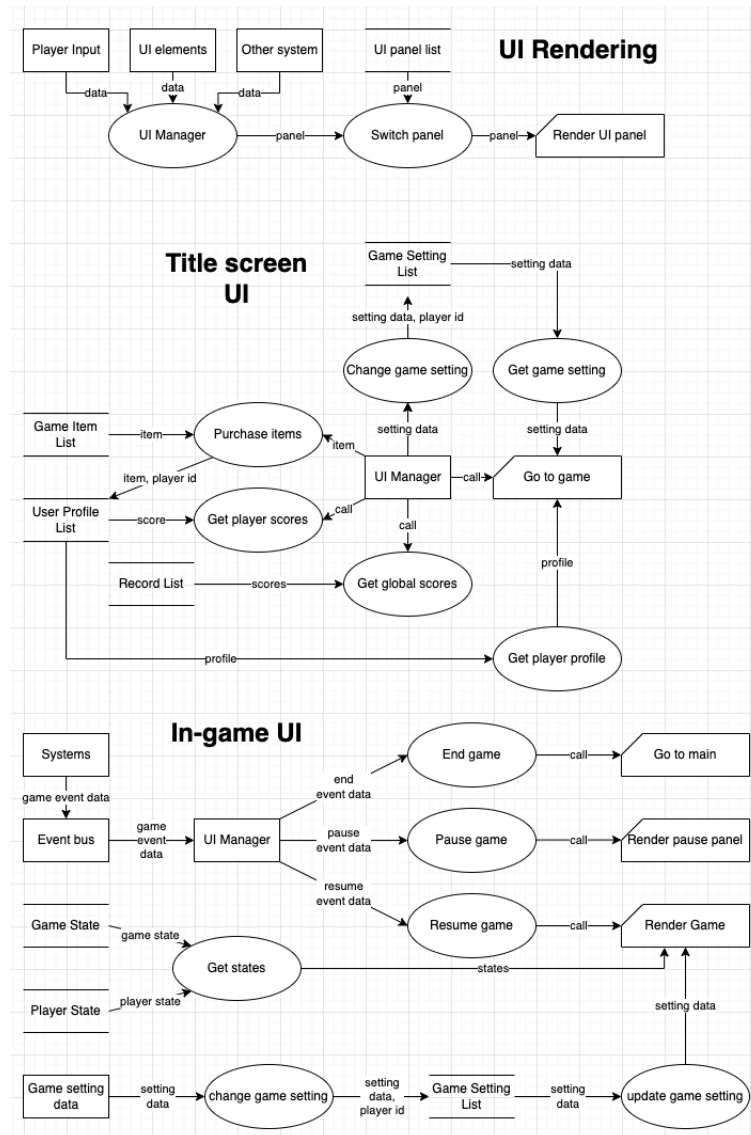 Player Input
UI elements
Other system
UI panel list
UI Rendering
data
data
data
panel
UI Manager
panel
Switch panel
panel
Render UI panel
Title screen
UI
Game Setting
List
setting data
setting data, player id
Change game setting
Get game setting
setting data
setting data
Game Item
List
item
Purchase items
item
UI Manager
call
Go to game
item, player id
User Profile
List
score
Get player scores
call
call
profile
Record List
scores
Get global scores
profile
Get player profile
In-game UI
Systems
End game
call
Go to main
game event data
end
event data
Event bus
game
event
data
UI Manager
pause
event data
Pause game
call
Render pause panel
resume
event data
Game State
game state
Resume game
call
Render Game
Get states
states
Player State
player state
setting data
Game setting
data
setting
data
change game setting
setting
data,
player id
Game Setting
List
setting
data
update game setting